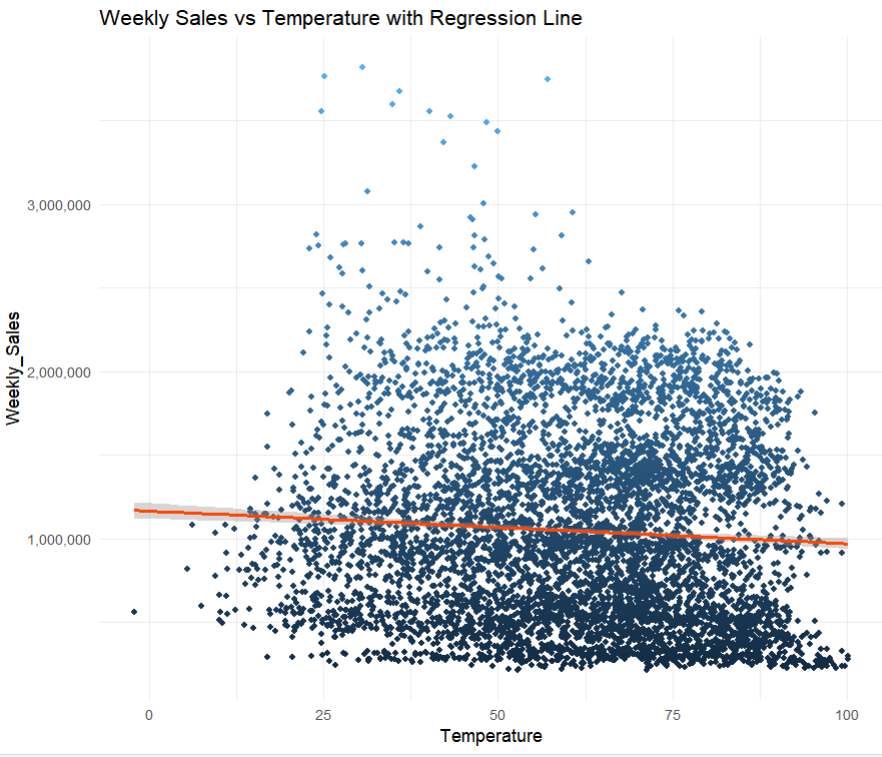 Weekly Sales vs Temperature with Regression Line
3,000,000
2,000,000
1,000,000
Weekly_Sales
0 25 50 75 100
Temperature